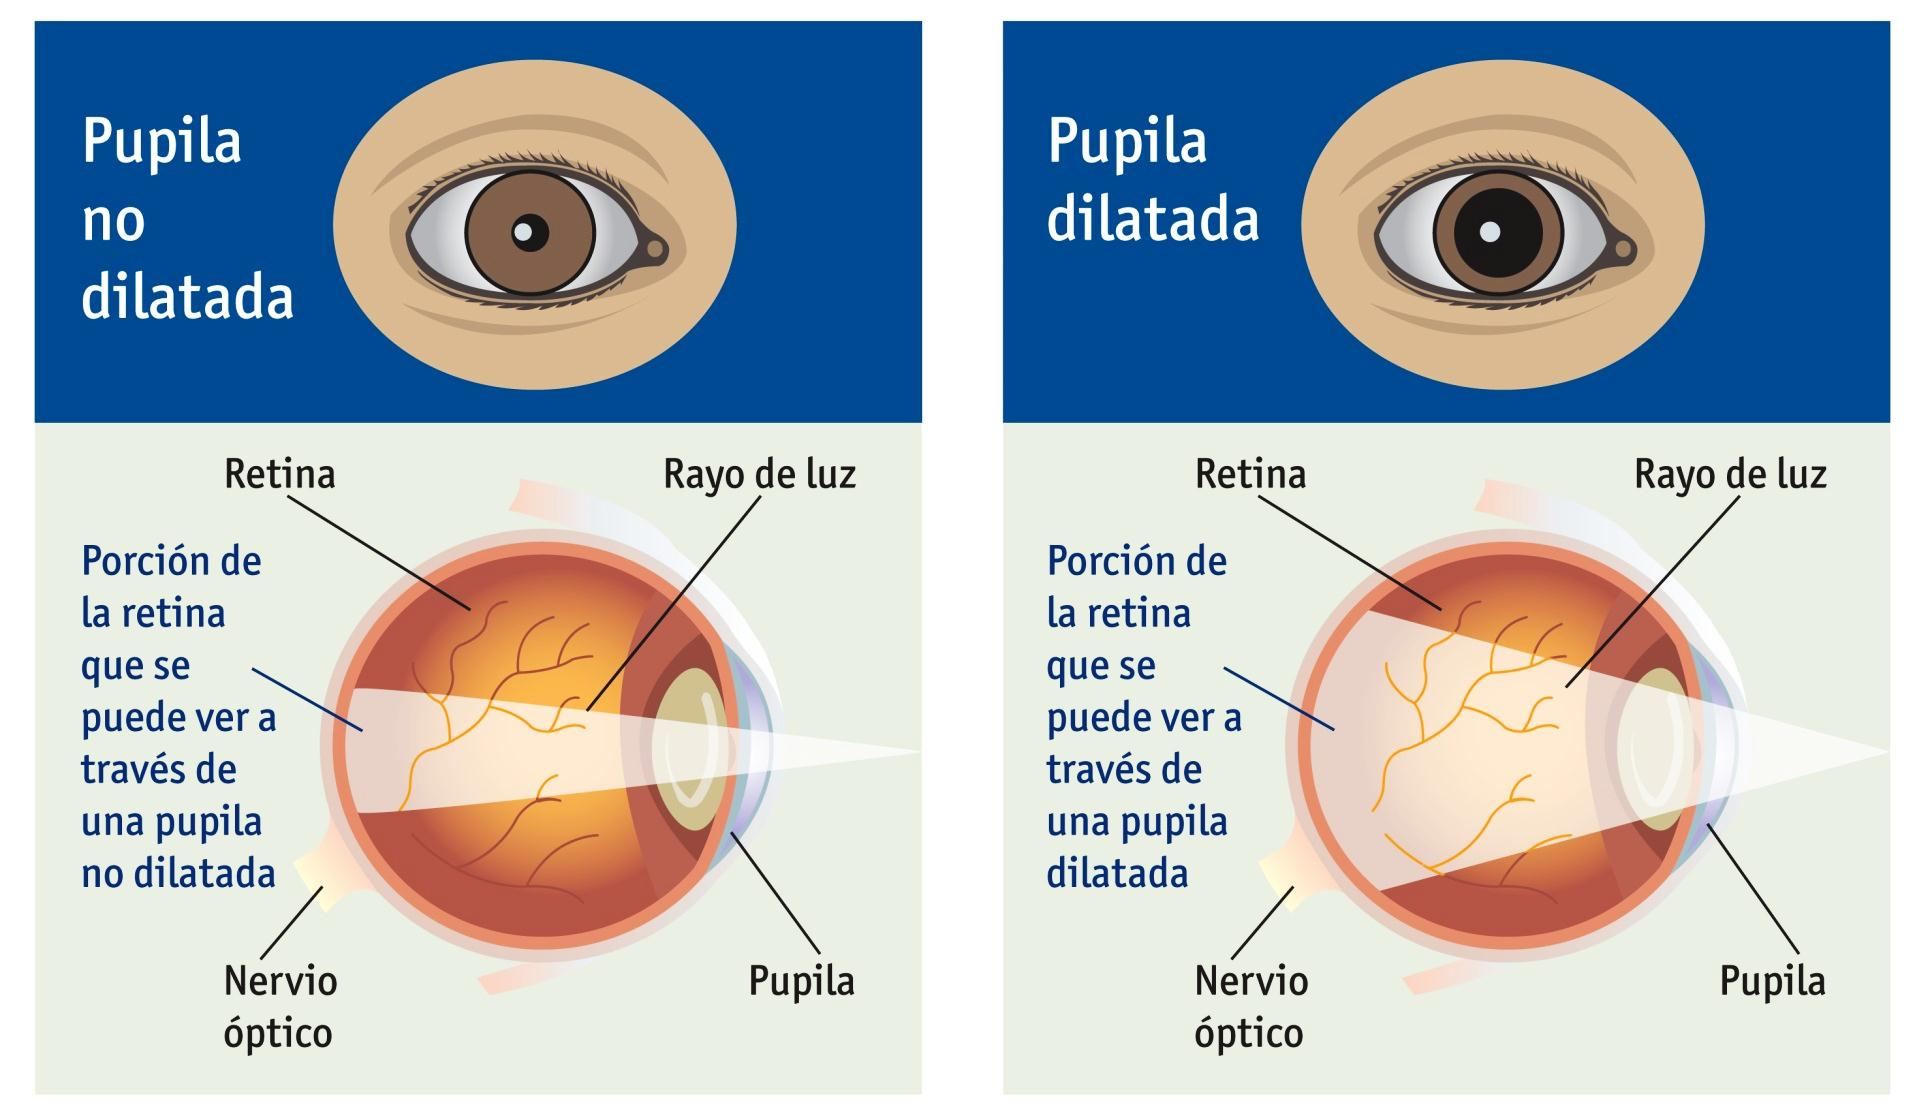 Pupila
no
dilatada
Retina
Rayo de luz
Porción de
la retina
que se
puede ver a
través de
una pupila
no dilatada
Nervio
óptico
Pupila
Pupila
dilatada
Retina
Rayo de luz
Porción de
la retina
que se
puede ver a
través de
una pupila
dilatada
Nervio
óptico
Pupila